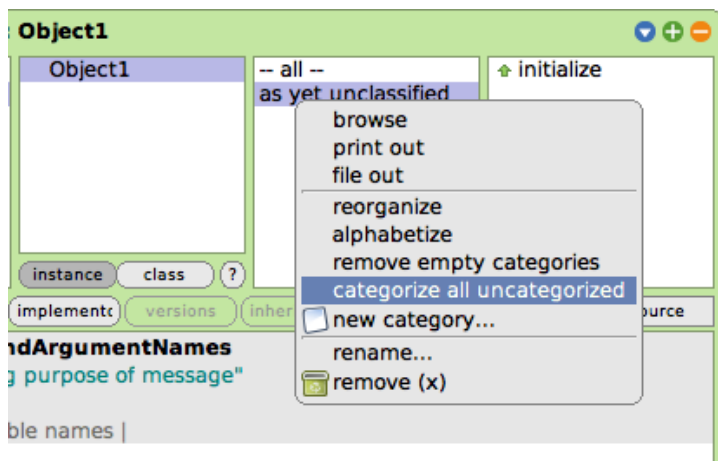 : Object1
Object1
-- all --
as yet unclassified
initialize
browse
print out
file out
reorganize
alphabetize
remove empty categories
categorize all uncategorized
new category...
rename...
remove (x)
instance
class
?
implementc
versions
inher
ource
ndArgumentNames
g purpose of message"
ble names |